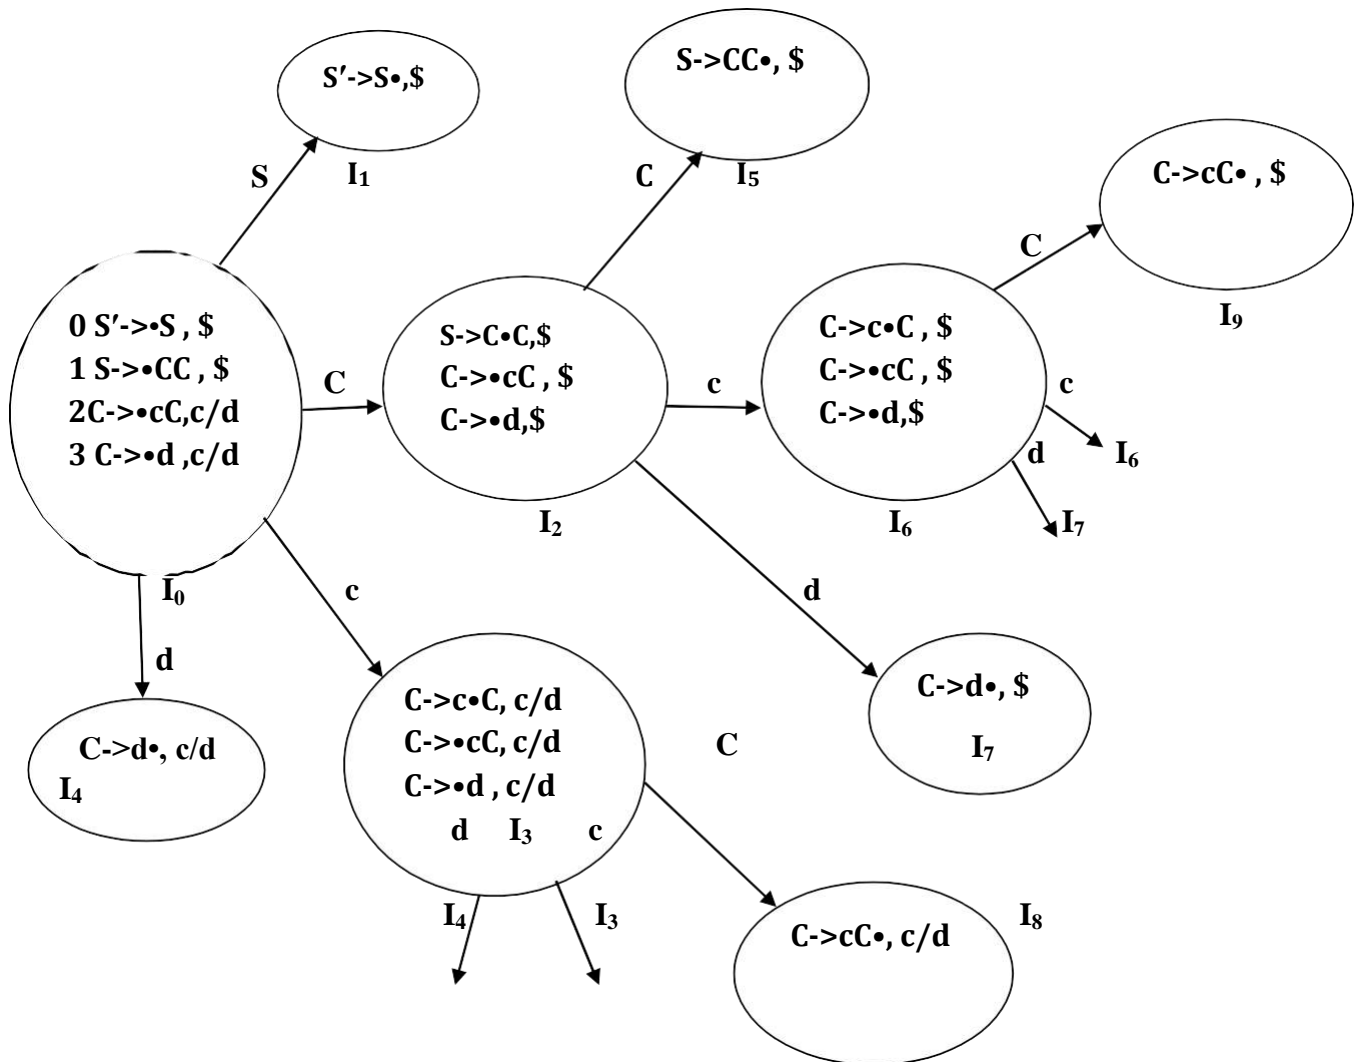 S′->S•,$
I₁
S
S->CC•, $
I₅
C
C->cC• , $
I₉
C
0 S′->•S , $
1 S->•CC , $
2C->•cC,c/d
3 C->•d ,c/d
I₀
C
S->C•C,$
C->•cC , $
C->•d,$
I₂
c
C->c•C , $
C->•cC , $
C->•d,$
I₆
c
I₆
d
I₇
c
d
d
C->d•, c/d
I₄
C->c•C, c/d
C->•cC, c/d
C->•d , c/d
d I₃ c
I₄ I₃
C
C->d•, $
I₇
C->cC•, c/d
I₈